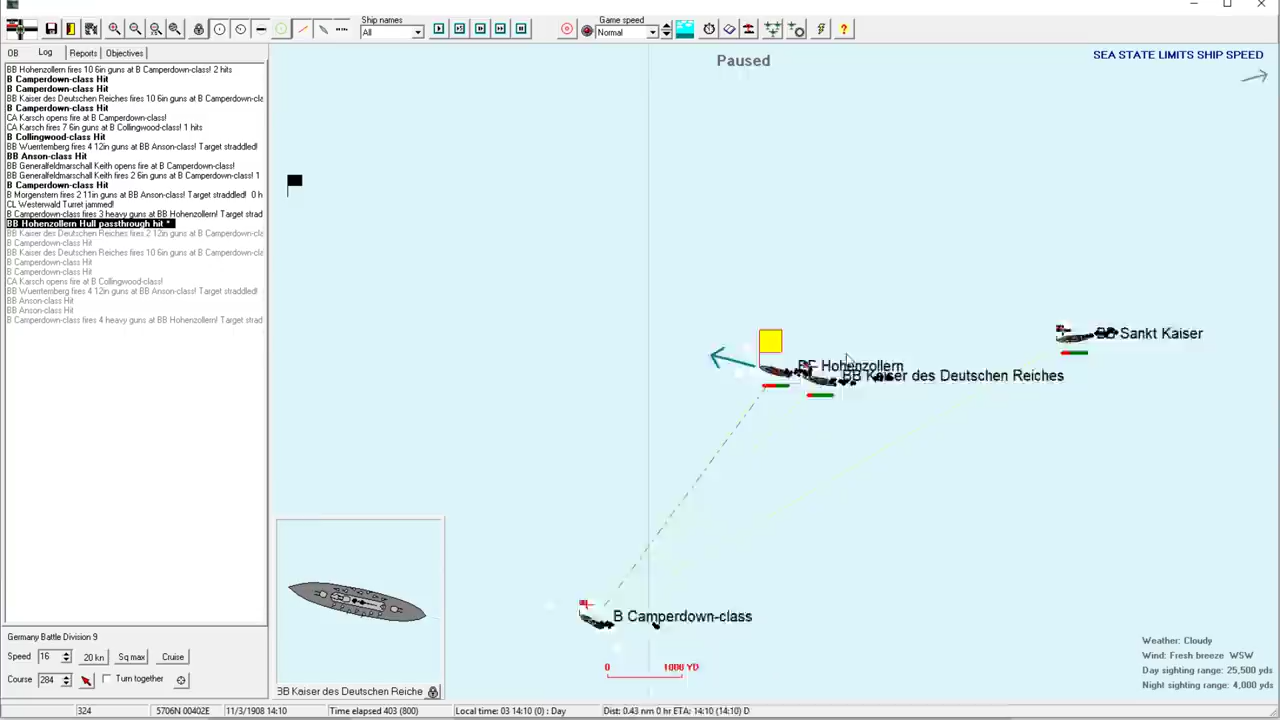 Ship names
All
Game speed
Normal
OB
Log
Reports
Objectives
BB Hohenzollern fires 10 6in guns at B Camperdown-class! 2 hits
B Camperdown-class Hit
B Camperdown-class Hit
BB Kaiser des Deutschen Reiches fires 10 6in guns at B Camperdown-cla
B Camperdown-class Hit
CA Karsch opens fire at B Camperdown-class!
CA Karsch fires 7 6in guns at B Collingwood-class! 1 hits
B Collingwood-class Hit
BB Wuerrtemberg fires 4 12in guns at BB Anson-class! Target straddled!
BB Anson-class Hit
BB Generalfeldmarschall Keith opens fire at B Camperdown-class!
BB Generalfeldmarschall Keith fires 2 6in guns at B Camperdown-class! 1
B Camperdown-class Hit
B Morgenstern fires 2 11in guns at BB Anson-class! Target straddled! 0 h
CL Westerwald Turret jammed!
B Camperdown-class fires 3 heavy guns at BB Hohenzollern! Target strad
BB Hohenzollern Hull passthrough hit *
BB Kaiser des Deutschen Reiches fires 2 12in guns at B Camperdown-cla
B Camperdown-class Hit
BB Kaiser des Deutschen Reiches fires 10 6in guns at B Camperdown-cla
B Camperdown-class Hit
B Camperdown-class Hit
CA Karsch opens fire at B Collingwood-class!
BB Wuerrtemberg fires 4 12in guns at BB Anson-class! Target straddled!
BB Anson-class Hit
BB Anson-class Hit
B Camperdown-class fires 4 heavy guns at BB Hohenzollern! Target strad
Germany Battle Division 9
Speed 16 20 kn Sq max Cruise
Course 284 Turn together
Paused
SEA STATE LIMITS SHIP SPEED
BB Sankt Kaiser
BB Hohenzollern
BB Kaiser des Deutschen Reiches
B Camperdown-class
0 1000 YD
BB Kaiser des Deutschen Reiche
Weather: Cloudy
Wind: Fresh breeze WSW
Day sighting range: 25,500 yds
Night sighting range: 4,000 yds
324 5706N 00402E 11/3/1908 14:10 Time elapsed 403 (800) Local time: 03 14:10 (0) : Day Dist: 0.43 nm 0 hr ETA: 14:10 (14:10) D